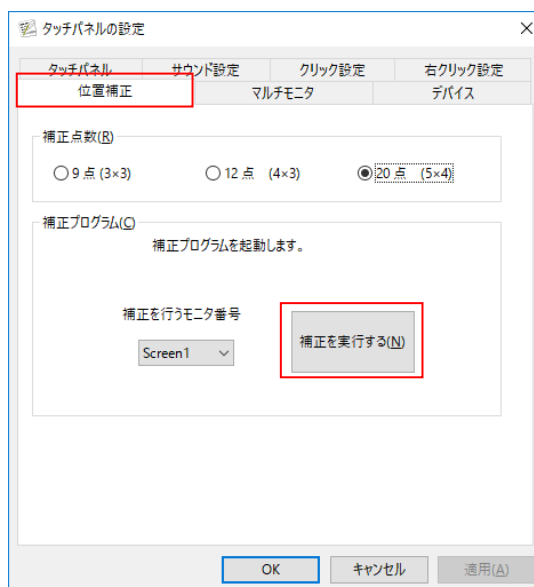 タッチパネルの設定
タッチパネル サウンド設定 クリック設定 右クリック設定
位置補正 マルチモニタ デバイス
補正点数(R)
9 点 (3×3) 12 点 (4×3) 20 点 (5×4)
補正プログラム(C)
補正プログラムを起動します。
補正を行うモニタ番号
補正を実行する(N)
Screen1
OK キャンセル 適用(A)